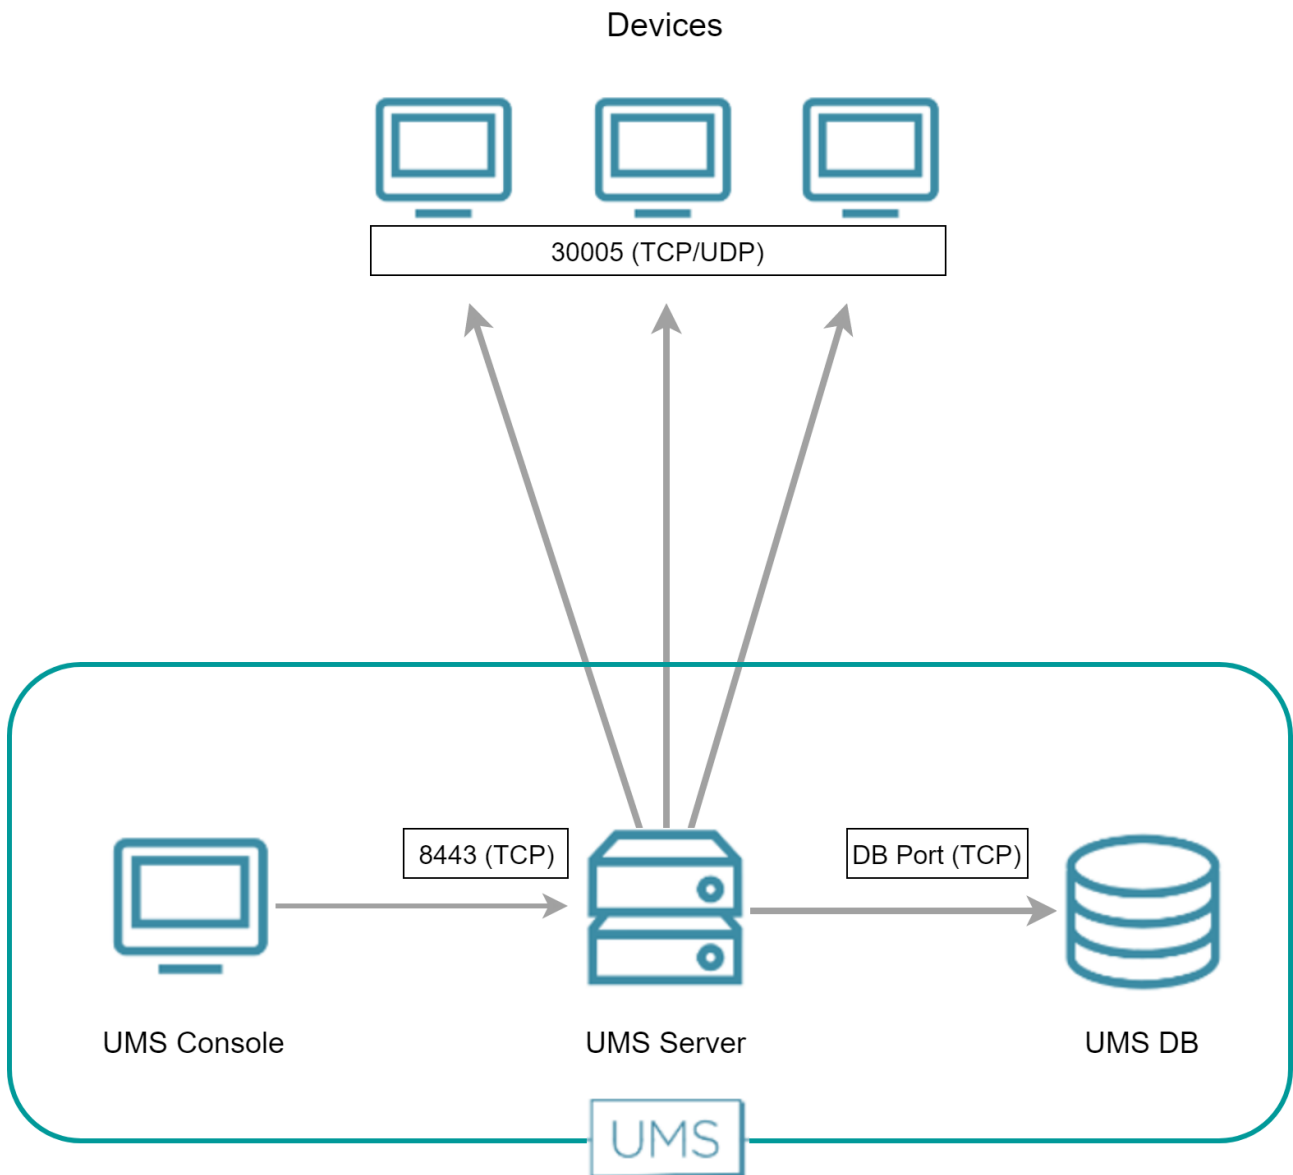 Devices
30005 (TCP/UDP)
8443 (TCP)
DB Port (TCP)
UMS Console
UMS Server
UMS DB
UMS